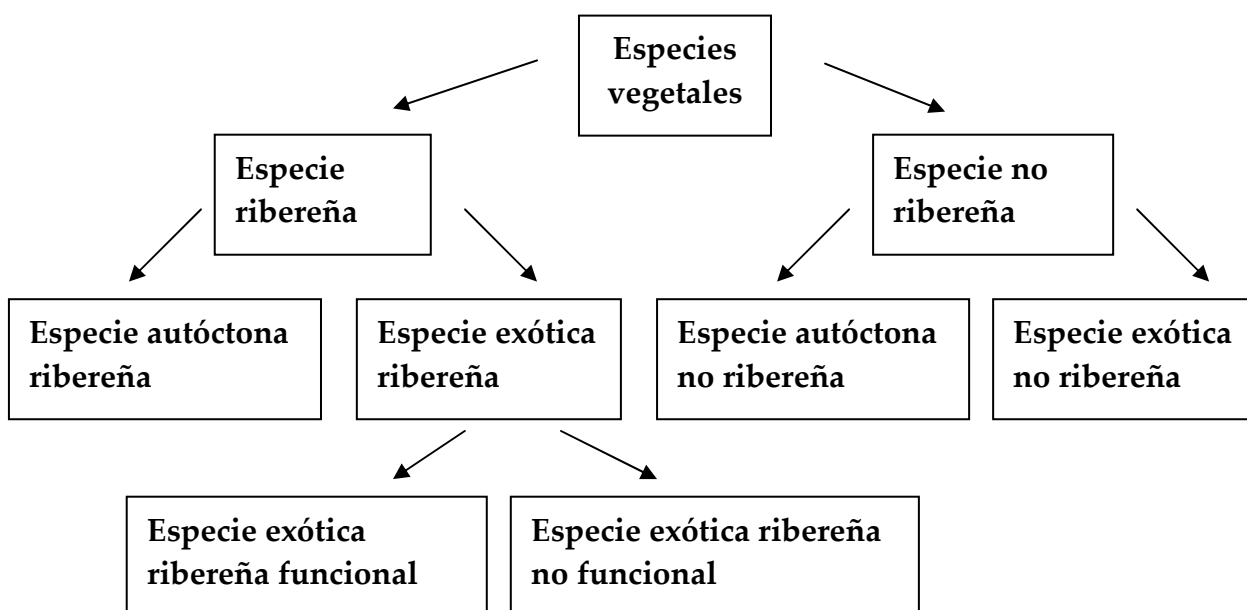 Especies
vegetales
Especie
ribereña
Especie no
ribereña
Especie autóctona
ribereña
Especie exótica
ribereña
Especie autóctona
no ribereña
Especie exótica
no ribereña
Especie exótica
ribereña funcional
Especie exótica ribereña
no funcional